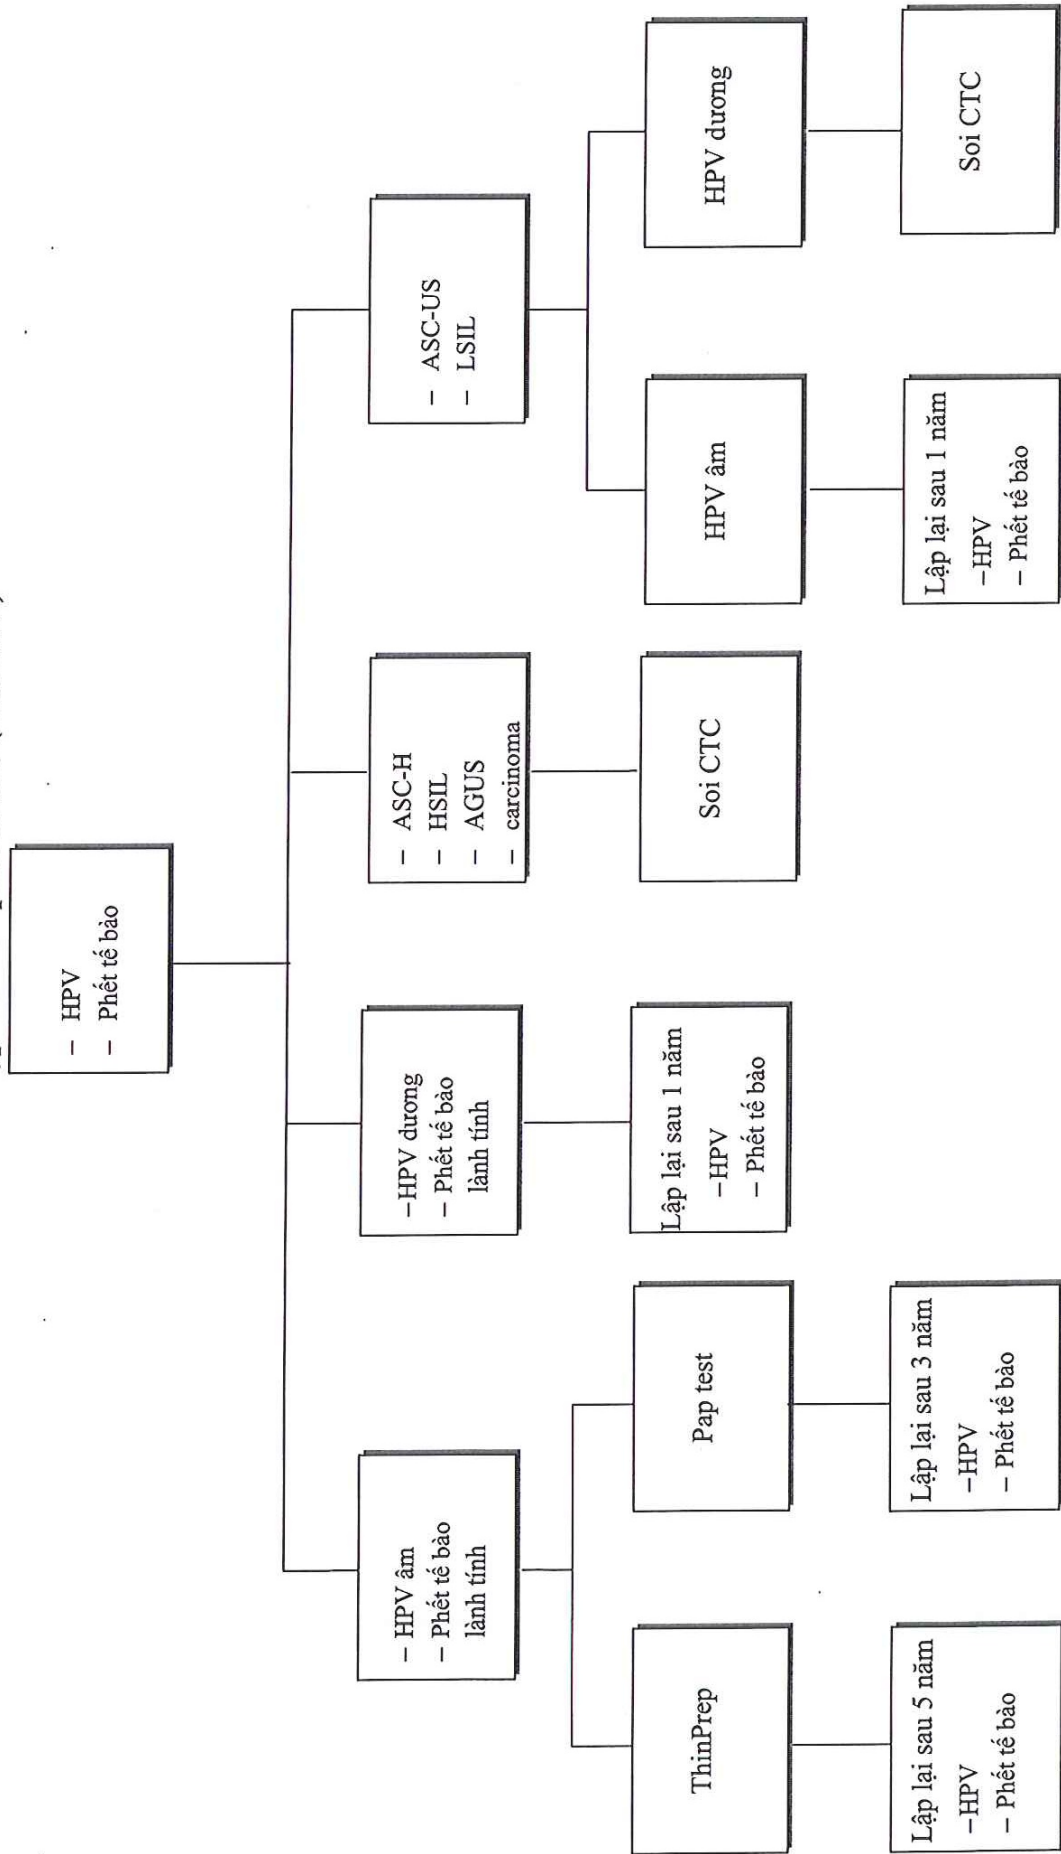 – HPV
– Phết tế bào
– HPV âm
– Phết tế bào
lành tính
–HPV dương
– Phết tế bào
lành tính
– ASC-H
– HSIL
– AGUS
– carcinoma
– ASC-US
– LSIL
ThinPrep
Pap test
Lập lại sau 1 năm
–HPV
– Phết tế bào
Soi CTC
HPV âm
HPV dương
Lập lại sau 5 năm
–HPV
– Phết tế bào
Lập lại sau 3 năm
–HPV
– Phết tế bào
Lập lại sau 1 năm
–HPV
– Phết tế bào
Soi CTC